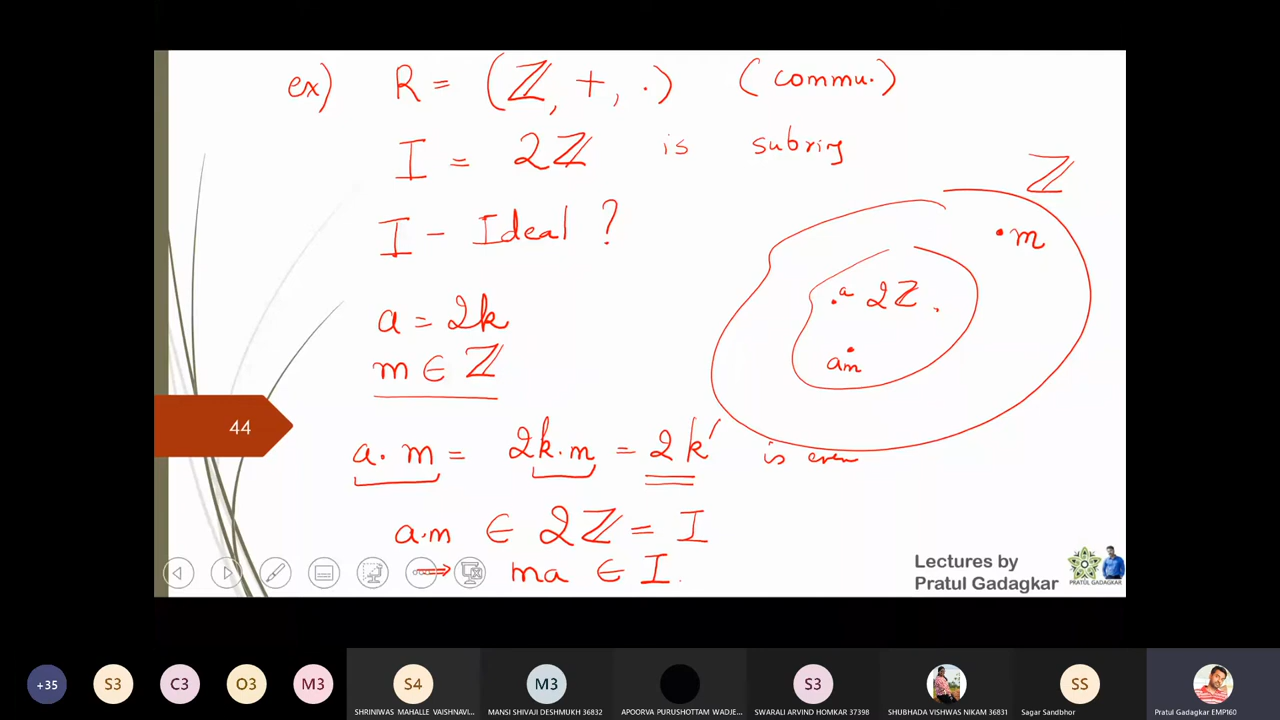 ex) R = (ℤ, +, ·) (commu.)
I = 2ℤ is subring
ℤ
I - Ideal ?
·m
a = 2k
·a 2ℤ
m ∈ ℤ
am
a·m = 2k·m = 2k' is even
44
a.m ∈ 2ℤ = I
⇒ ma ∈ I.
Lectures by
Pratul Gadagkar
PRATUL GADAGKAR
+35 S3 C3 O3 M3 S4 M3 S3 SS
SHRINIWAS MAHALLE VAISHNAVI... MANSI SHIVAJI DESHMUKH 36832 APOORVA PURUSHOTTAM WADJE... SWARALI ARVIND HOMKAR 37398 SHUBHADA VISHWAS NIKAM 36831 Sagar Sandbhor Pratul Gadagkar EMP160